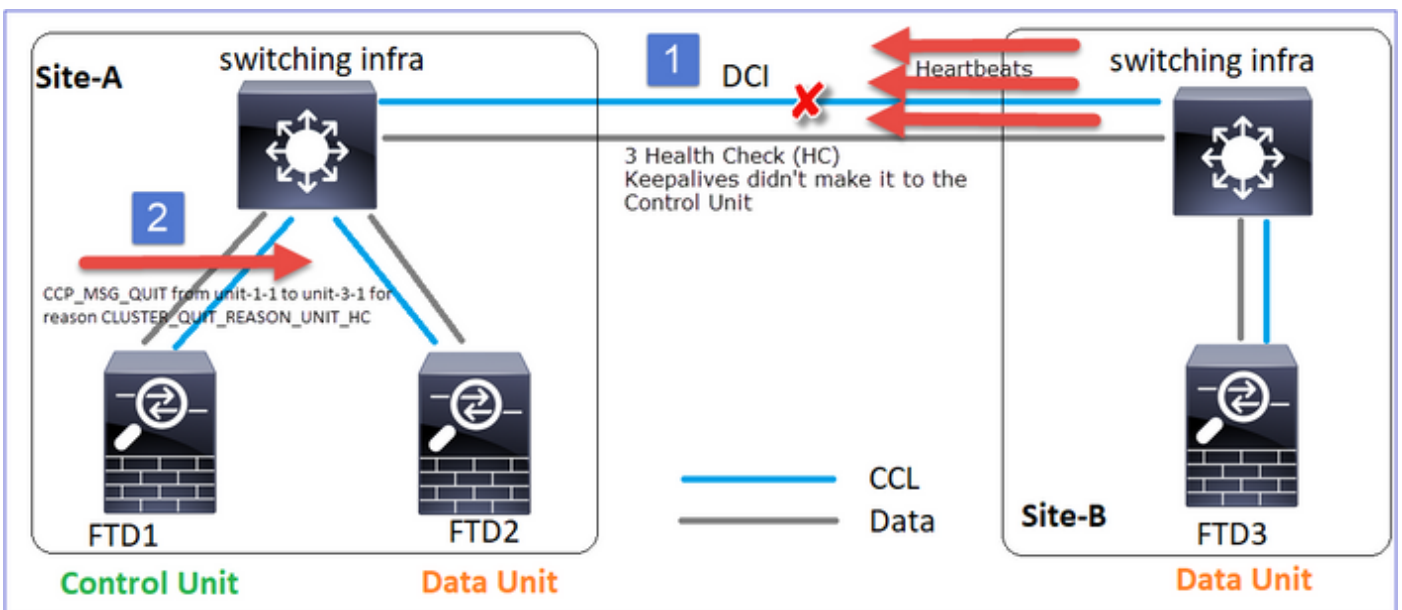 switching infra
Site-A
1
DCI
Heartbeats
switching infra
3 Health Check (HC)
Keepalives didn't make it to the
Control Unit
2
CCP_MSG_QUIT from unit-1-1 to unit-3-1 for
reason CLUSTER_QUIT_REASON_UNIT_HC
CCL
Data
FTD1
FTD2
Site-B
FTD3
Control Unit
Data Unit
Data Unit